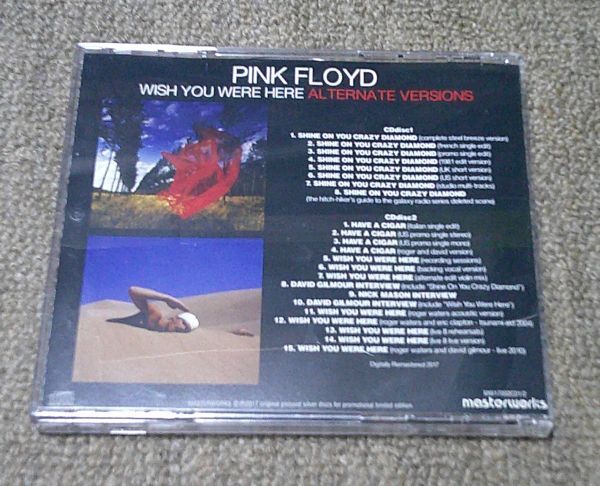 PINK FLOYD
WISH YOU WERE HERE ALTERNATE VERSIONS
CDdisc1
1. SHINE ON YOU CRAZY DIAMOND (complete steel breeze version)
2. SHINE ON YOU CRAZY DIAMOND (french single edit)
3. SHINE ON YOU CRAZY DIAMOND (promo single edit)
4. SHINE ON YOU CRAZY DIAMOND (1981 edit version)
5. SHINE ON YOU CRAZY DIAMOND (UK short version)
6. SHINE ON YOU CRAZY DIAMOND (US short version)
7. SHINE ON YOU CRAZY DIAMOND (studio multi-tracks)
8. SHINE ON YOU CRAZY DIAMOND
(the hitch-hiker's guide to the galaxy radio series deleted scene)
CDdisc2
1. HAVE A CIGAR (italian single edit)
2. HAVE A CIGAR (US promo single stereo)
3. HAVE A CIGAR (US promo single mono)
4. HAVE A CIGAR (roger and david version)
5. WISH YOU WERE HERE (recording sessions)
6. WISH YOU WERE HERE (backing vocal version)
7. WISH YOU WERE HERE (alternate edit violin mix)
8. DAVID GILMOUR INTERVIEW (include "Shine On You Crazy Diamond")
9. NICK MASON INTERVIEW
10. DAVID GILMOUR INTERVIEW (include "Wish You Were Here")
11. WISH YOU WERE HERE (roger waters acoustic version)
12. WISH YOU WERE HERE (roger waters and eric clapton - tsunami aid 2004)
13. WISH YOU WERE HERE (live 8 rehearsals)
14. WISH YOU WERE HERE (live 8 live version)
15. WISH YOU WERE HERE (roger waters and david gilmour - live 2010)
Digitally Remastered 2017
MASTERWORKS © ℗2017 original pressed silver discs for promotional limited edition
masterworks